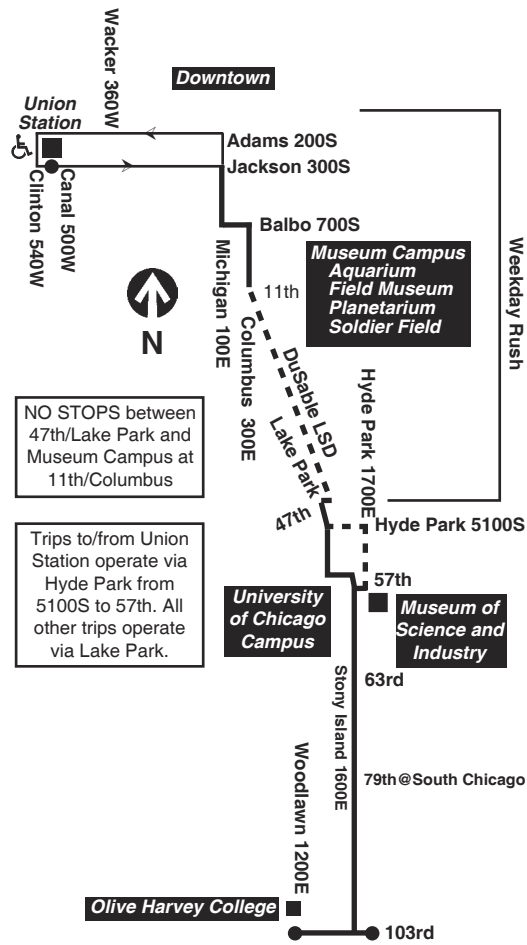 Wacker 360W
Downtown
Union
Station
Adams 200S
Jackson 300S
Clinton 540W
Canal 500W
Balbo 700S
Michigan 100E
Museum Campus
Aquarium
Field Museum
Planetarium
Soldier Field
Weekday Rush
N
11th
Columbus 300E
DuSable LSD
Lake Park
Hyde Park 1700E
NO STOPS between
47th/Lake Park and
Museum Campus at
11th/Columbus
47th
Hyde Park 5100S
Trips to/from Union
Station operate via
Hyde Park from
5100S to 57th. All
other trips operate
via Lake Park.
57th
University
of Chicago
Campus
Museum of
Science and
Industry
63rd
Stony Island 1600E
79th@South Chicago
Woodlawn 1200E
Olive Harvey College
103rd